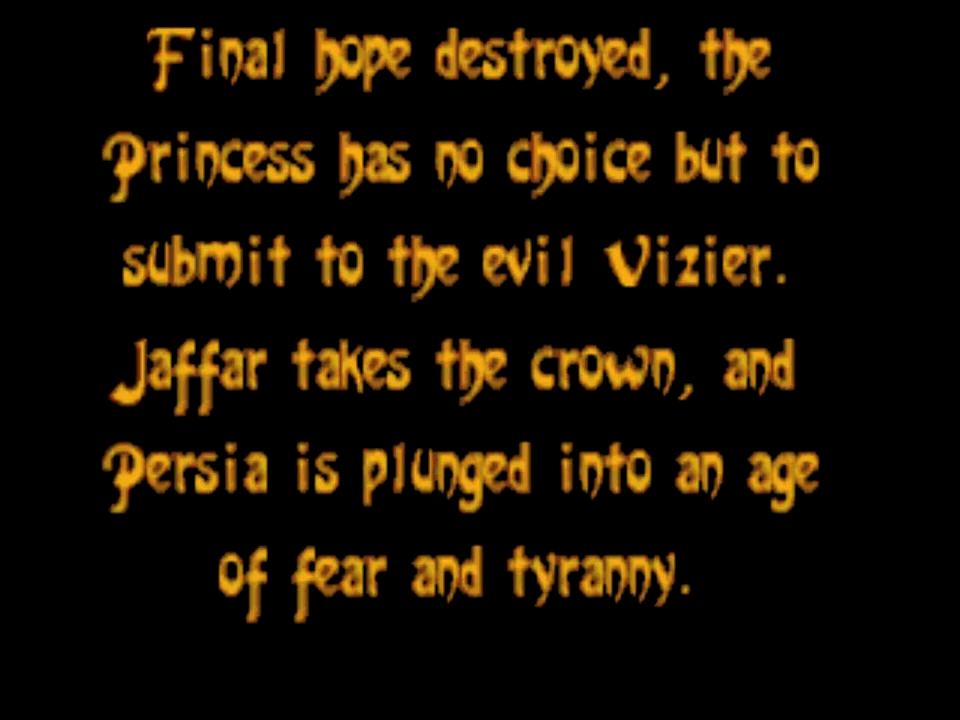 Final hope destroyed, the
Princess has no choice but to
submit to the evil Vizier.
Jaffar takes the crown, and
Persia is plunged into an age
of fear and tyranny.